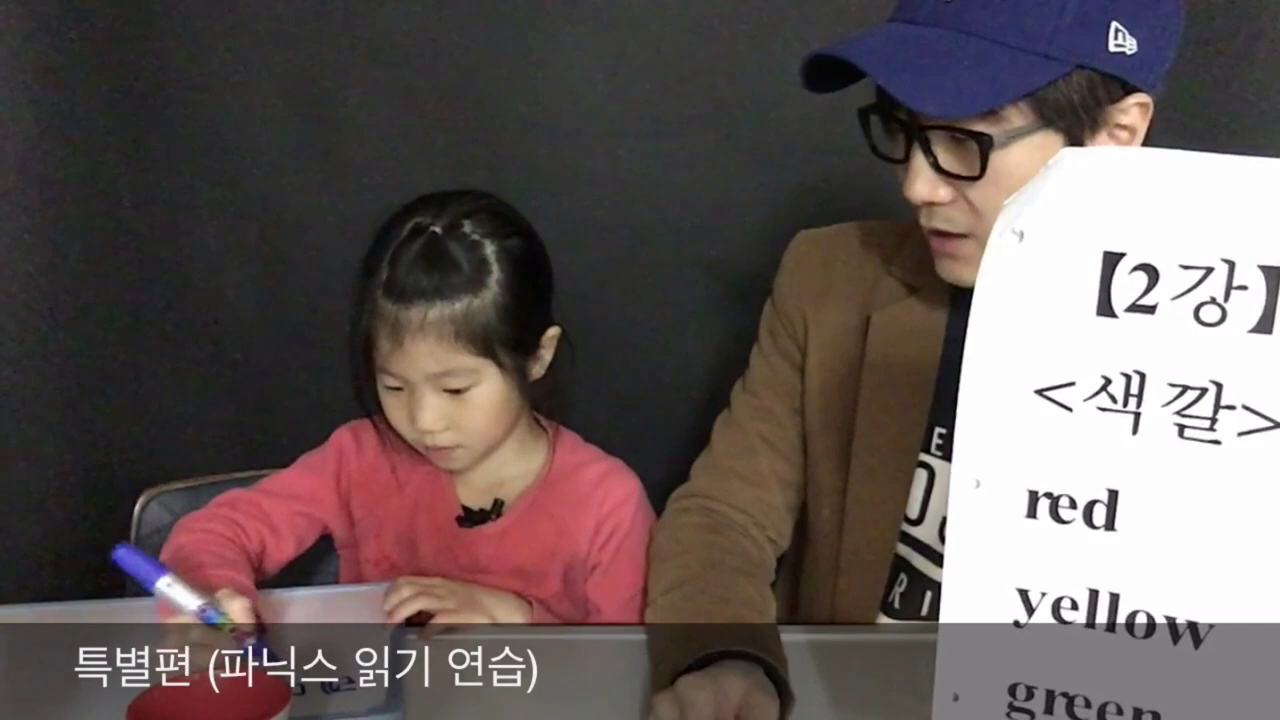 【2강】
<색깔>
red
yellow
green
특별편 (파닉스 읽기 연습)